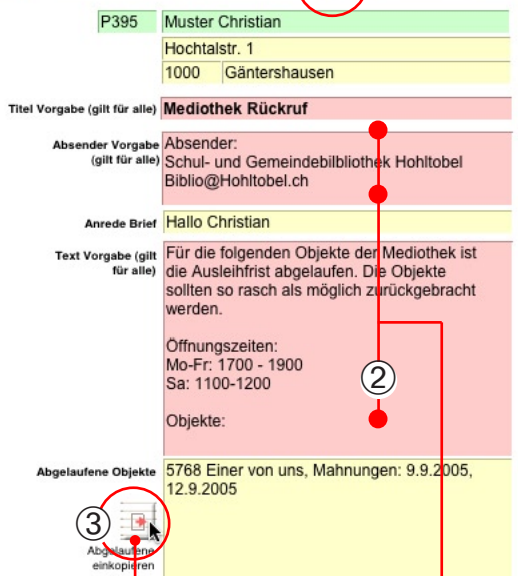 P395 Muster Christian
Hochtalstr. 1
1000 Gäntershausen
Titel Vorgabe (gilt für alle) Mediothek Rückruf
Absender Vorgabe (gilt für alle)
Absender:
Schul- und Gemeindebilbliothek Hohltobel
Biblio@Hohltobel.ch
Anrede Brief Hallo Christian
Text Vorgabe (gilt für alle)
Für die folgenden Objekte der Mediothek ist
die Ausleihfrist abgelaufen. Die Objekte
sollten so rasch als möglich zurückgebracht
werden.
Öffnungszeiten:
Mo-Fr: 1700 - 1900
Sa: 1100-1200
②
Objekte:
Abgelaufene Objekte 5768 Einer von uns, Mahnungen: 9.9.2005,
12.9.2005
③
Abgelaufene
einkopieren